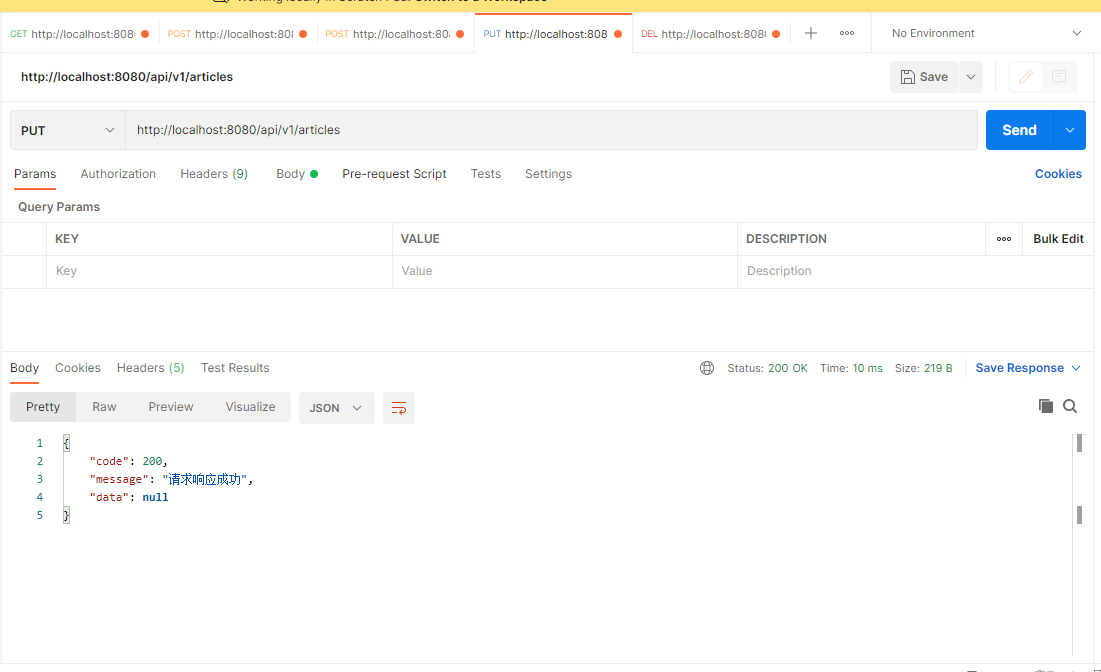 GET http://localhost:808
POST http://localhost:80
POST http://localhost:80
PUT http://localhost:808
DEL http://localhost:808
No Environment
http://localhost:8080/api/v1/articles
Save
PUT
http://localhost:8080/api/v1/articles
Send
Params
Authorization
Headers (9)
Body
Pre-request Script
Tests
Settings
Cookies
Query Params
KEY
VALUE
DESCRIPTION
Bulk Edit
Key
Value
Description
Body
Cookies
Headers (5)
Test Results
Status: 200 OK
Time: 10 ms
Size: 219 B
Save Response
Pretty
Raw
Preview
Visualize
JSON
1 {
2 "code": 200,
3 "message": "请求响应成功",
4 "data": null
5 }